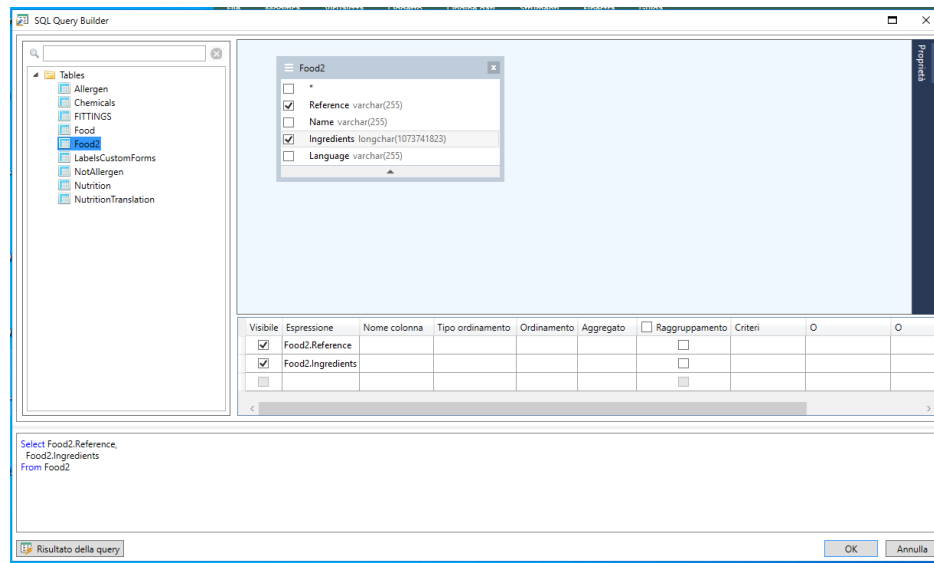 SQL Query Builder
Tables
Allergen
Chemicals
FITTINGS
Food
Food2
LabelsCustomForms
NotAllergen
Nutrition
NutritionTranslation
Food2
*
Reference varchar(255)
Name varchar(255)
Ingredients longchar(1073741823)
Language varchar(255)
Proprietà
Visibile Espressione Nome colonna Tipo ordinamento Ordinamento Aggregato Raggruppamento Criteri O O
Food2.Reference
Food2.Ingredients
Select Food2.Reference,
Food2.Ingredients
From Food2
Risultato della query OK Annulla